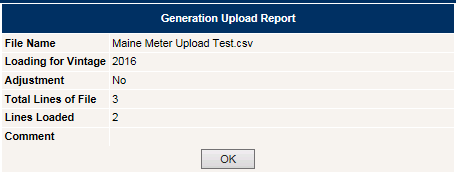 Generation Upload Report
File Name Maine Meter Upload Test.csv
Loading for Vintage 2016
Adjustment No
Total Lines of File 3
Lines Loaded 2
Comment
OK